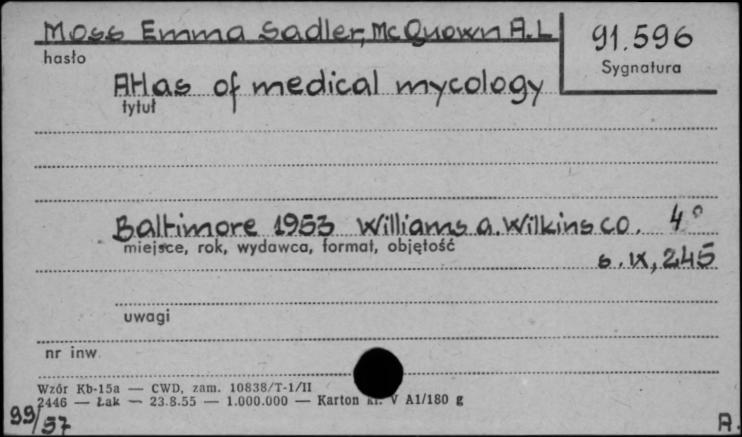 Moss Emma Sadler, McQuown A.L
91.596
hasło
Sygnatura
Atlas of medical mycology
tytuł
Baltimore 1953 Williams a. Wilkins co. 4°
miejsce, rok, wydawca, format, objętość
s. IX, 245
uwagi
nr inw.
Wzór Kb-15a — CWD, zam. 10838/T-1/II
2446 — Łak — 23.8.55 — 1.000.000 — Karton kl. V A1/180 g
99/57
A.